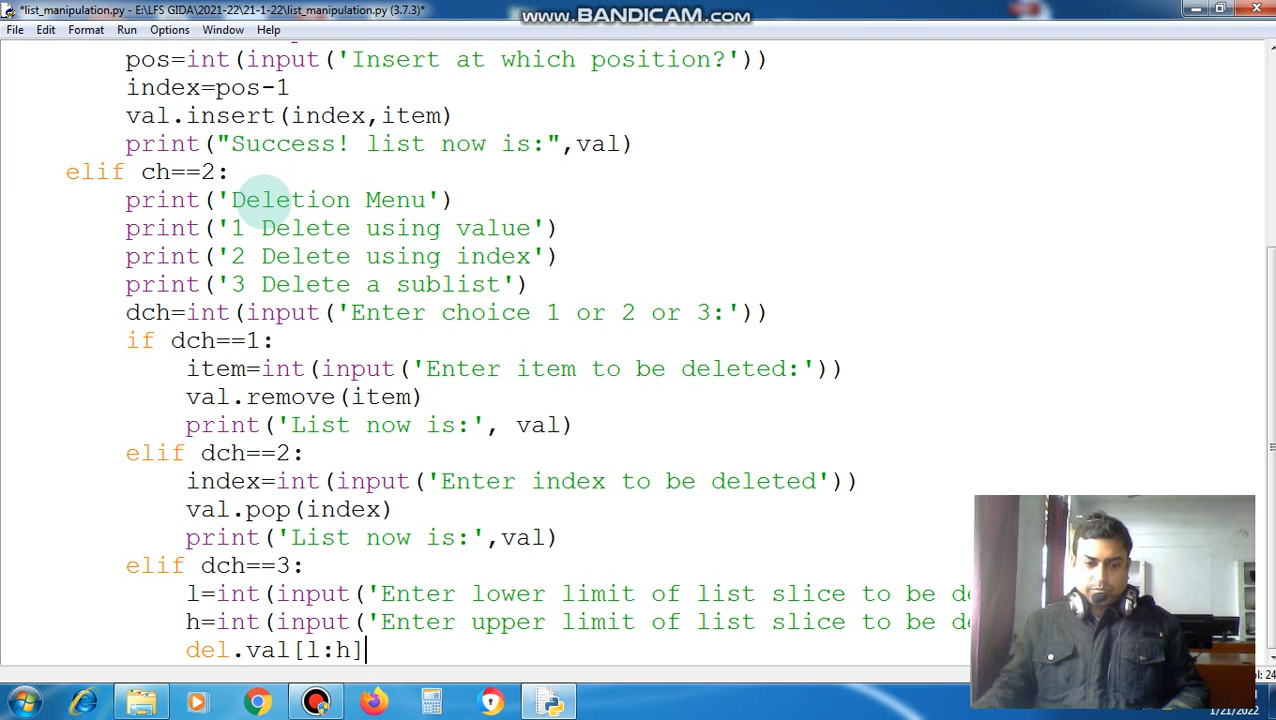 *list_manipulation.py - E:\LFS GIDA\2021-22\21-1-22\list_manipulation.py (3.7.3)*
www.BANDICAM.com
File Edit Format Run Options Window Help
pos=int(input('Insert at which position?'))
index=pos-1
val.insert(index,item)
print("Success! list now is:",val)
elif ch==2:
print('Deletion Menu')
print('1 Delete using value')
print('2 Delete using index')
print('3 Delete a sublist')
dch=int(input('Enter choice 1 or 2 or 3:'))
if dch==1:
item=int(input('Enter item to be deleted:'))
val.remove(item)
print('List now is:', val)
elif dch==2:
index=int(input('Enter index to be deleted'))
val.pop(index)
print('List now is:',val)
elif dch==3:
l=int(input('Enter lower limit of list slice to be de
h=int(input('Enter upper limit of list slice to be de
del.val[l:h]
ol: 24
1/21/2022